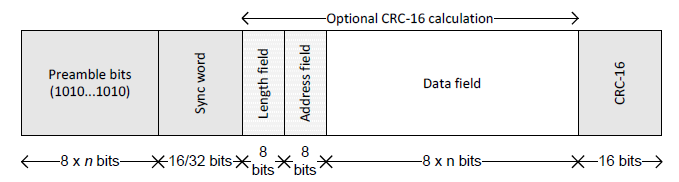 Optional CRC-16 calculation
Preamble bits
(1010...1010)
Sync word
Length field
Address field
Data field
CRC-16
8 x n bits
16/32 bits
8
bits
8
bits
8 x n bits
16 bits